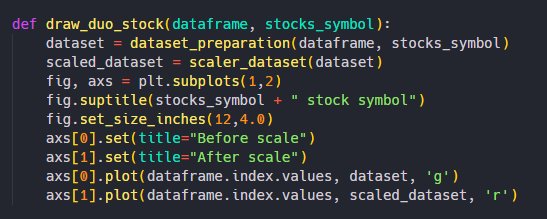 def draw_duo_stock(dataframe, stocks_symbol):
    dataset = dataset_preparation(dataframe, stocks_symbol)
    scaled_dataset = scaler_dataset(dataset)
    fig, axs = plt.subplots(1,2)
    fig.suptitle(stocks_symbol + " stock symbol")
    fig.set_size_inches(12,4.0)
    axs[0].set(title="Before scale")
    axs[1].set(title="After scale")
    axs[0].plot(dataframe.index.values, dataset, 'g')
    axs[1].plot(dataframe.index.values, scaled_dataset, 'r')